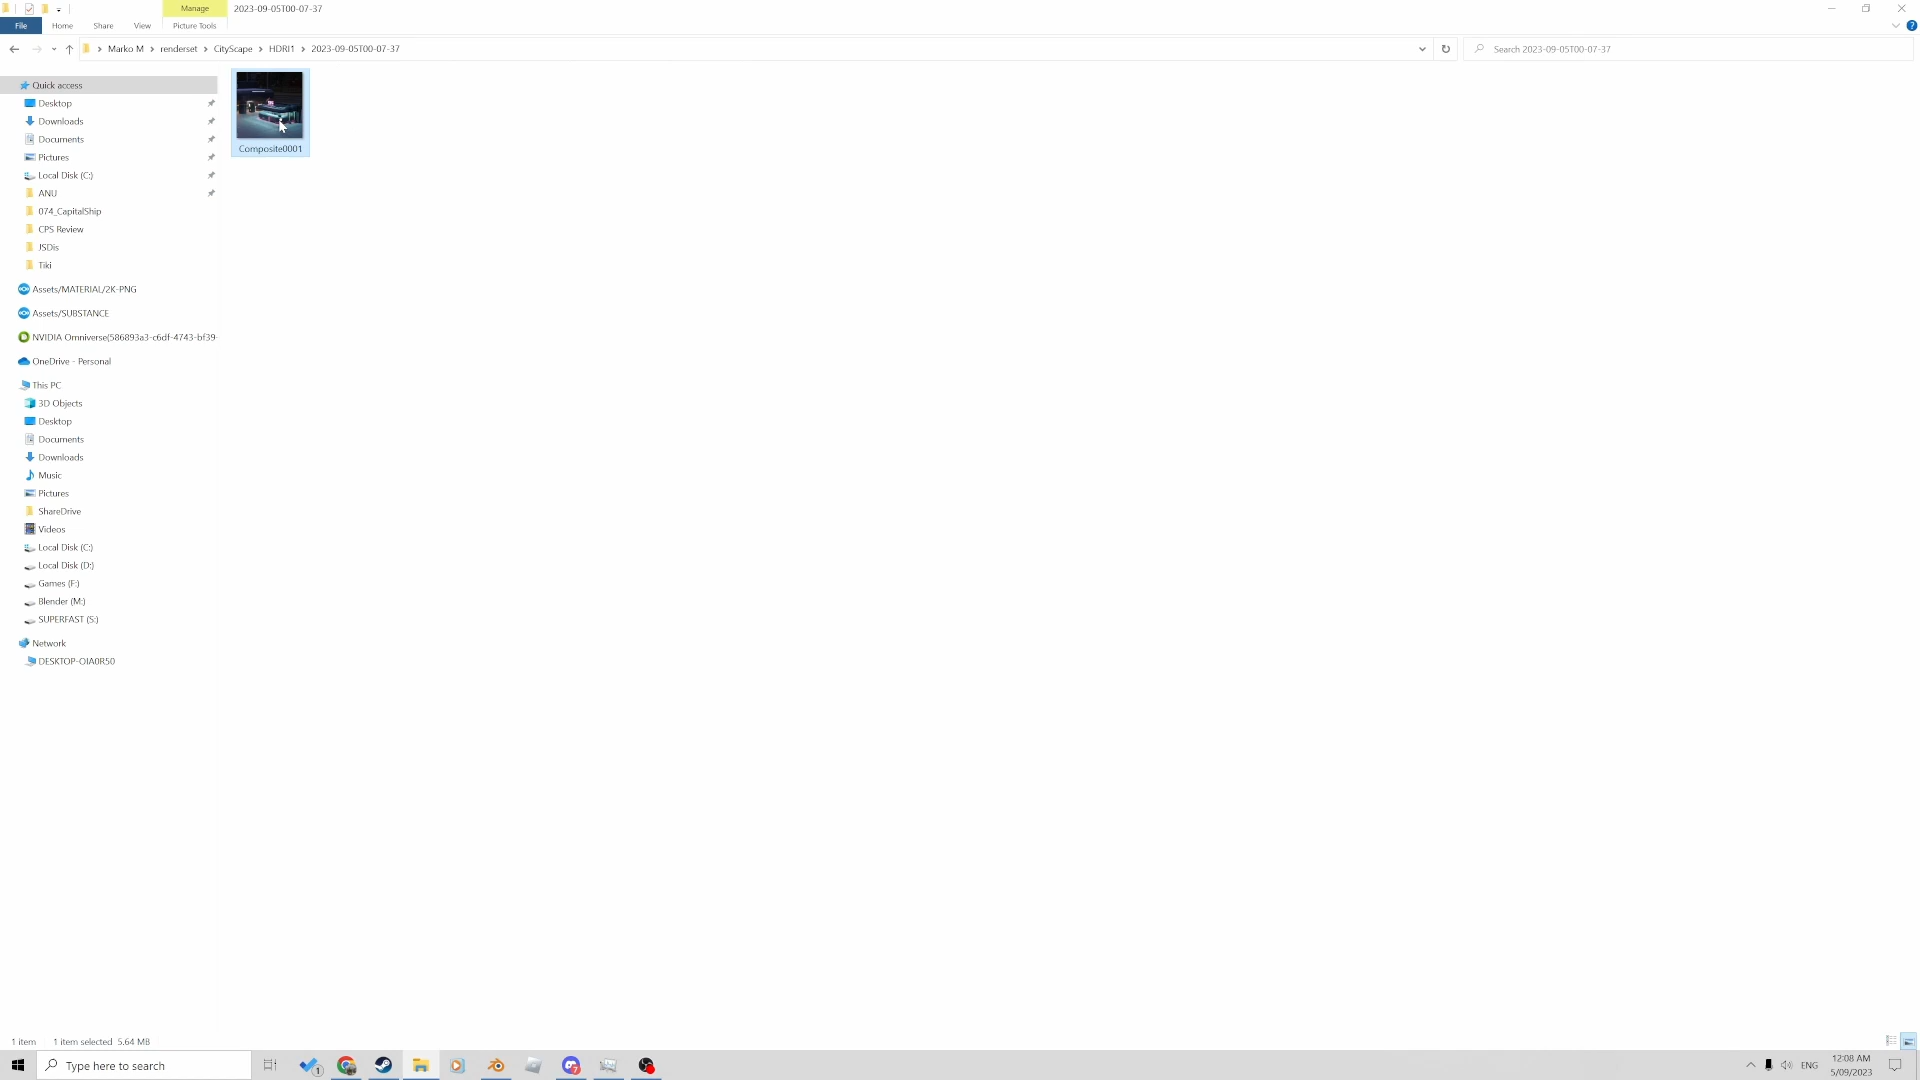 Manage
2023-09-05T00-07-37
File
Home
Share
View
Picture Tools
Marko M
renderset
CityScape
HDRI1
2023-09-05T00-07-37
Search 2023-09-05T00-07-37
Quick access
Desktop
Downloads
Documents
Pictures
Local Disk (C:)
ANU
074_CapitalShip
CPS Review
JSDis
Tiki
Assets/MATERIAL/2K-PNG
Assets/SUBSTANCE
NVIDIA Omniverse(586893a3-c6df-4743-bf39-
OneDrive - Personal
This PC
3D Objects
Desktop
Documents
Downloads
Music
Pictures
ShareDrive
Videos
Local Disk (C:)
Local Disk (D:)
Games (F:)
Blender (M:)
SUPERFAST (S:)
Network
DESKTOP-OJA0R50
Composite0001
1 item
1 item selected 5.64 MB
Type here to search
1
7
ENG
12:08 AM
5/09/2023